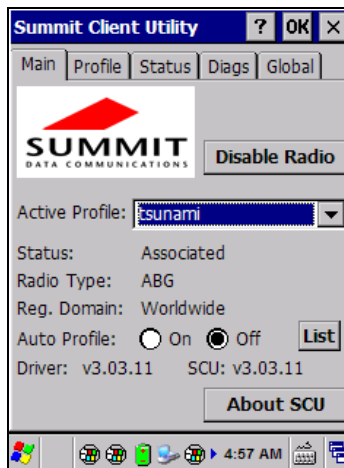 Summit Client Utility ? OK ×
Main Profile Status Diags Global
SUMMIT
DATA COMMUNICATIONS
Disable Radio
Active Profile: tsunami
Status: Associated
Radio Type: ABG
Reg. Domain: Worldwide
Auto Profile: On Off List
Driver: v3.03.11 SCU: v3.03.11
About SCU
4:57 AM